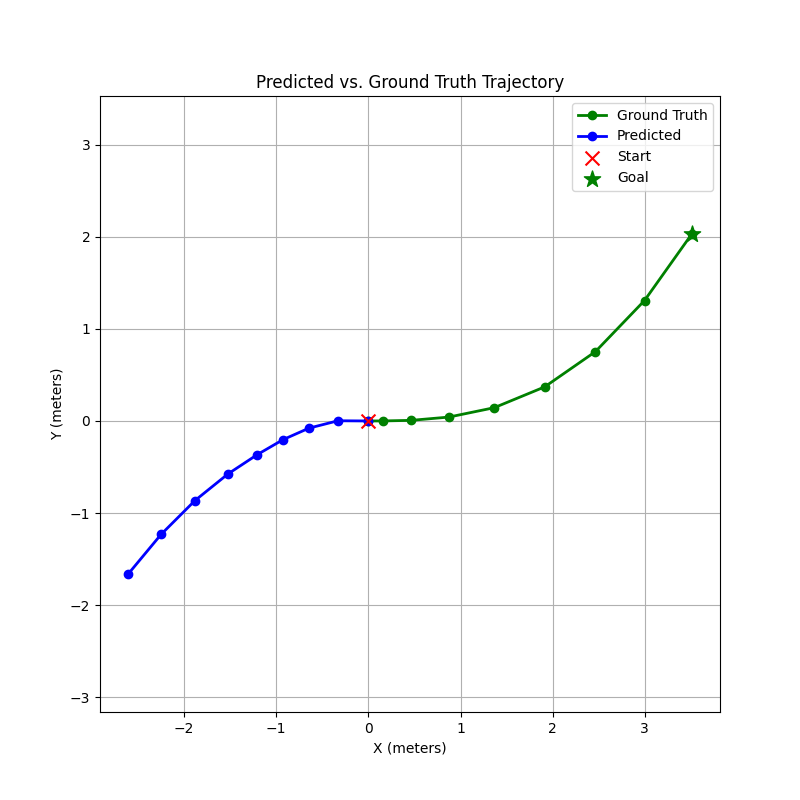 Predicted vs. Ground Truth Trajectory
Ground Truth
Predicted
Start
Goal
3
2
1
0
−1
−2
−3
Y (meters)
−2 −1 0 1 2 3
X (meters)